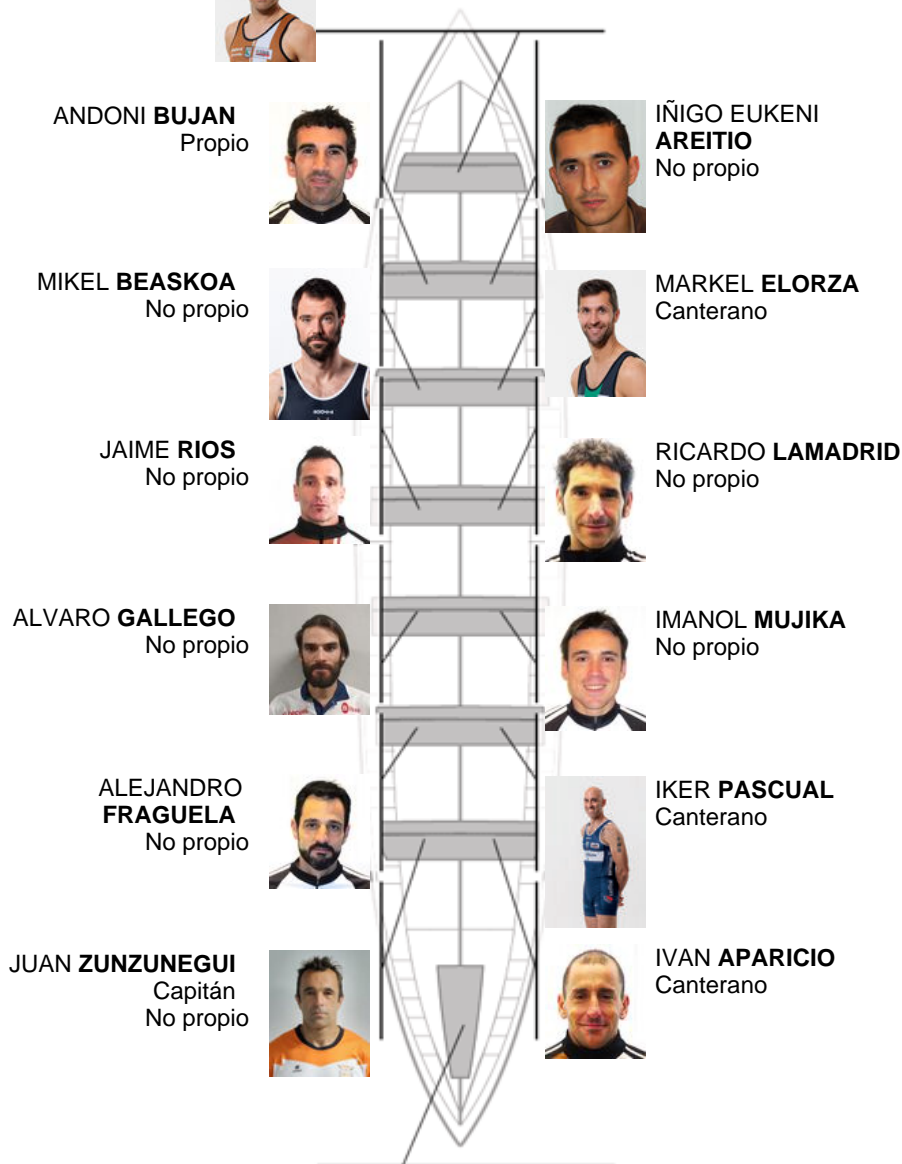 ANDONI BUJAN
Propio
IÑIGO EUKENI
AREITIO
No propio
MIKEL BEASKOA
No propio
MARKEL ELORZA
Canterano
JAIME RIOS
No propio
RICARDO LAMADRID
No propio
ALVARO GALLEGO
No propio
IMANOL MUJIKA
No propio
ALEJANDRO
FRAGUELA
No propio
IKER PASCUAL
Canterano
JUAN ZUNZUNEGUI
Capitán
No propio
IVAN APARICIO
Canterano